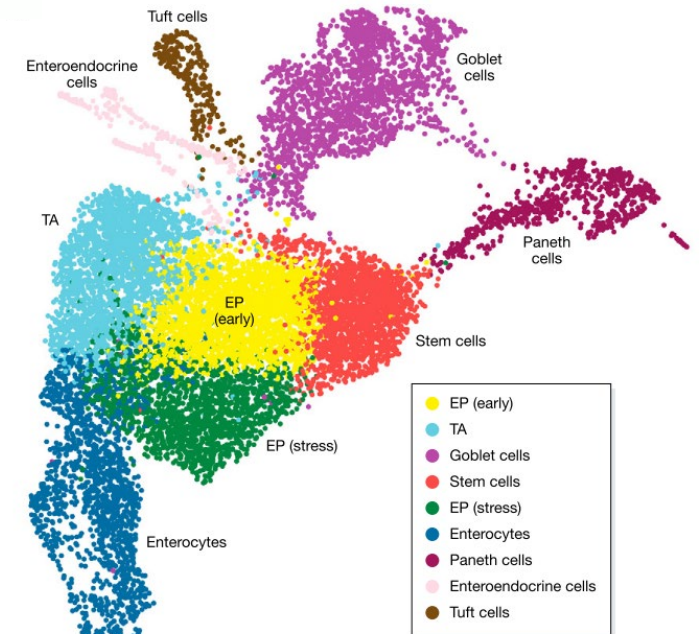 Tuft cells
Enteroendocrine
cells
Goblet
cells
TA
Paneth
cells
EP
(early)
Stem cells
EP (stress)
Enterocytes
EP (early)
TA
Goblet cells
Stem cells
EP (stress)
Enterocytes
Paneth cells
Enteroendocrine cells
Tuft cells